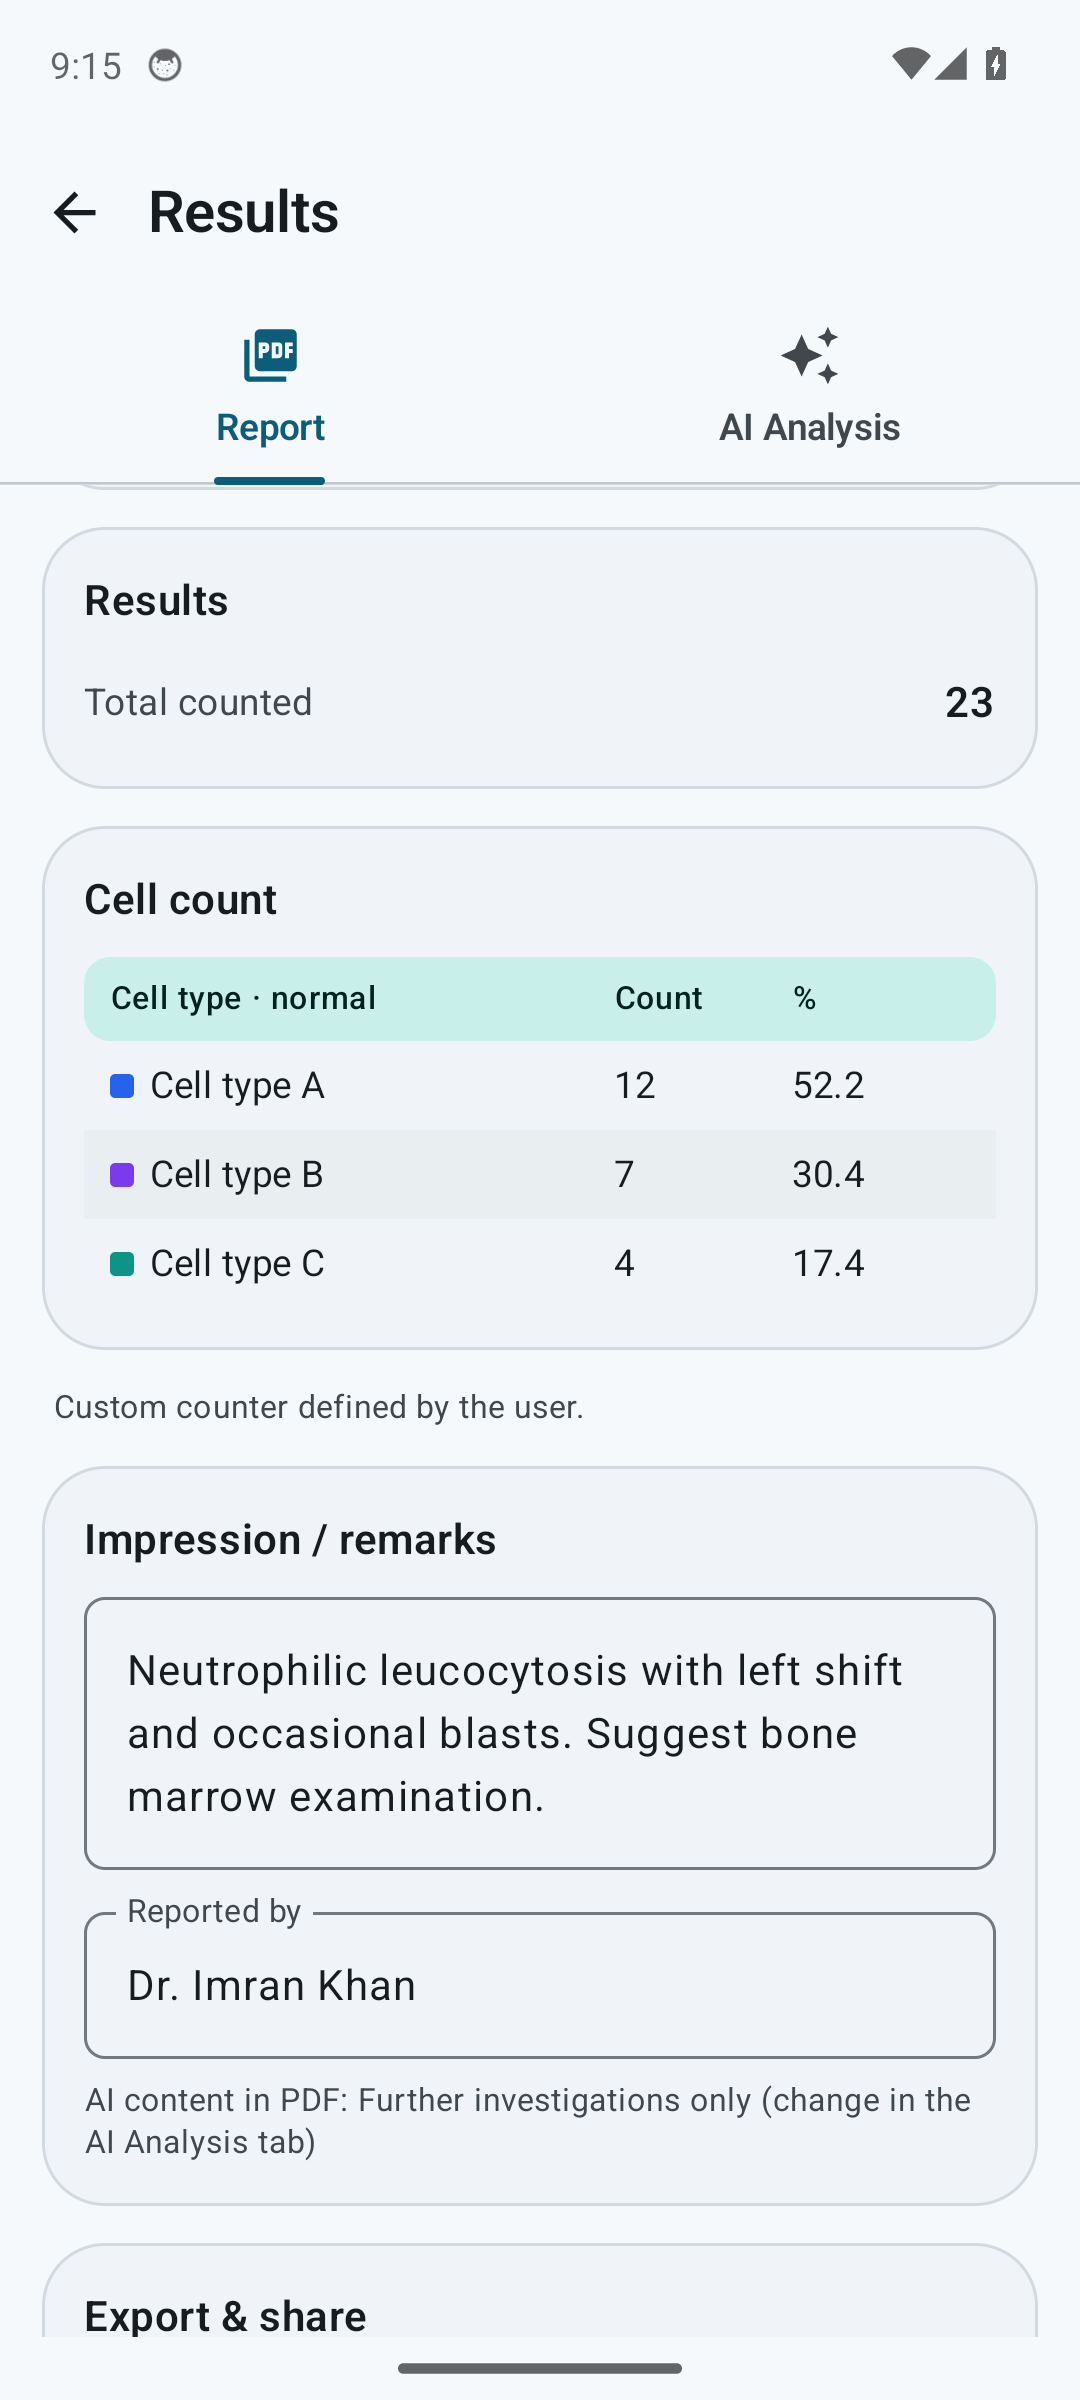 9:15
Results
PDF
Report
AI Analysis
Results
Total counted 23
Cell count
Cell type · normal Count %
Cell type A 12 52.2
Cell type B 7 30.4
Cell type C 4 17.4
Custom counter defined by the user.
Impression / remarks
Neutrophilic leucocytosis with left shift
and occasional blasts. Suggest bone
marrow examination.
Reported by
Dr. Imran Khan
AI content in PDF: Further investigations only (change in the
AI Analysis tab)
Export & share